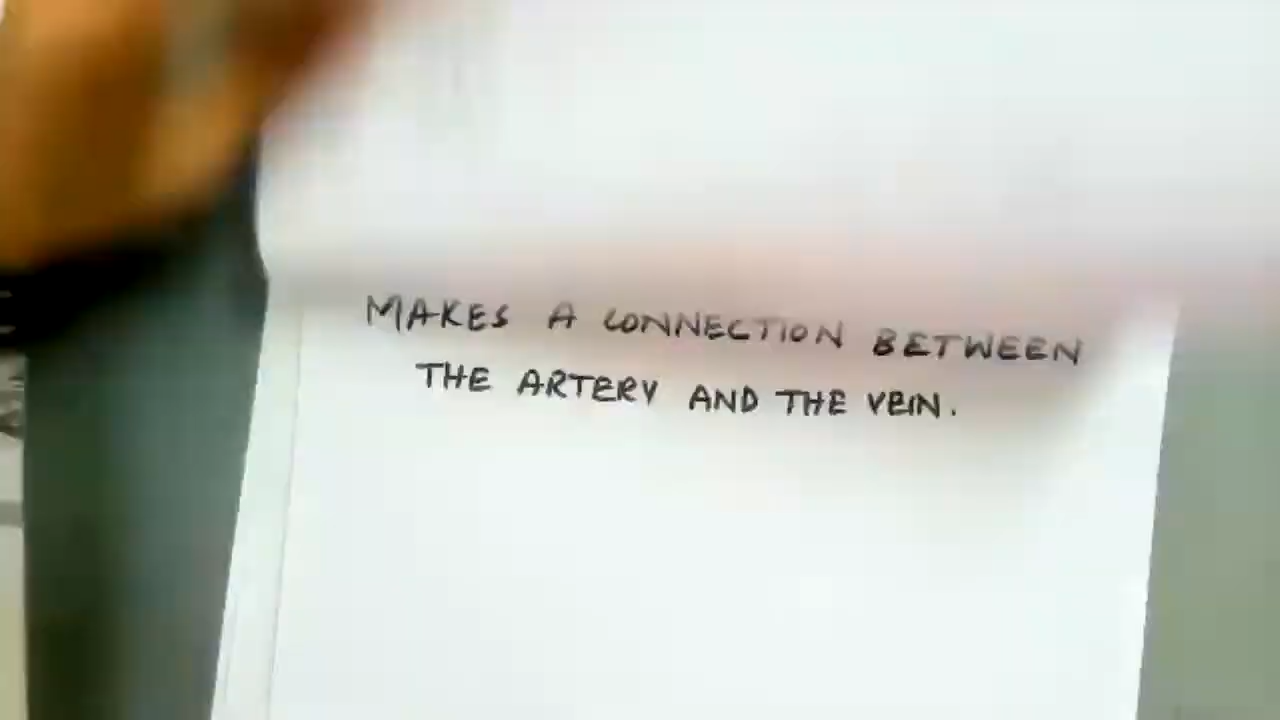 MAKES A CONNECTION BETWEEN
THE ARTERY AND THE VEIN.